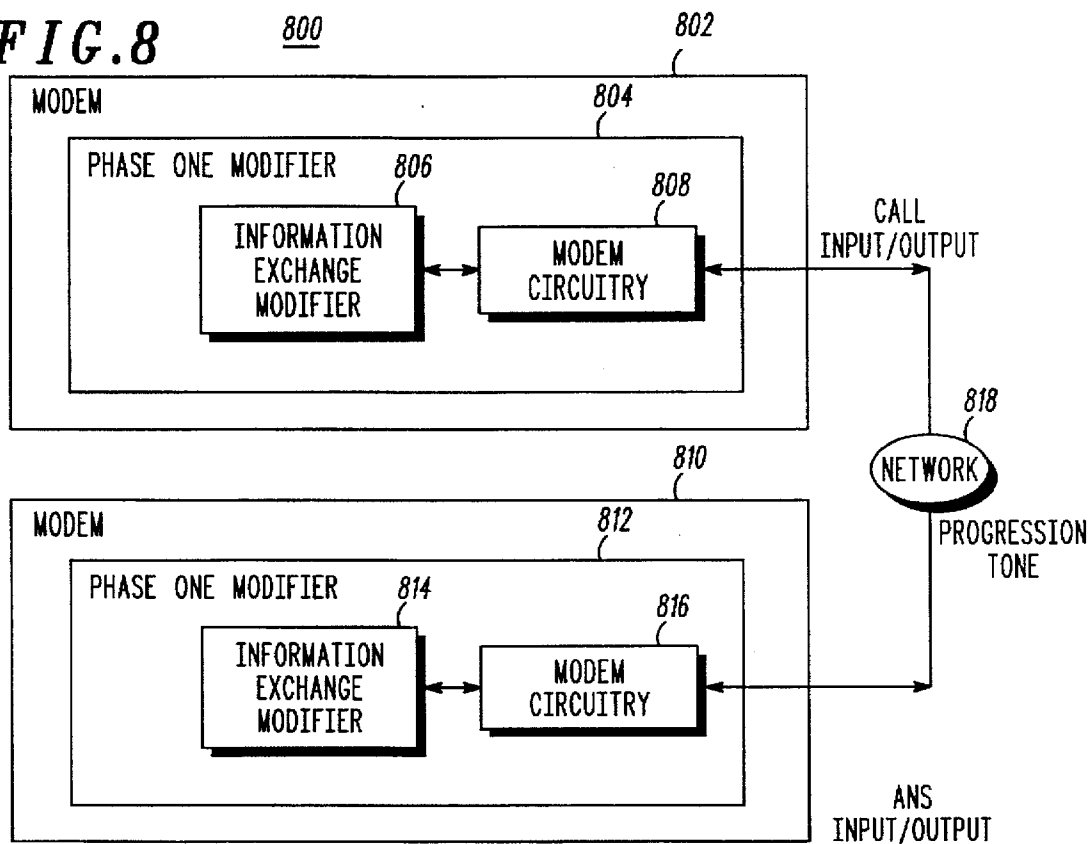 FIG.8
800
802
MODEM
804
PHASE ONE MODIFIER
806
808
INFORMATION
EXCHANGE
MODIFIER
MODEM
CIRCUITRY
CALL
INPUT/OUTPUT
818
NETWORK
PROGRESSION
TONE
810
MODEM
812
PHASE ONE MODIFIER
814
816
INFORMATION
EXCHANGE
MODIFIER
MODEM
CIRCUITRY
ANS
INPUT/OUTPUT